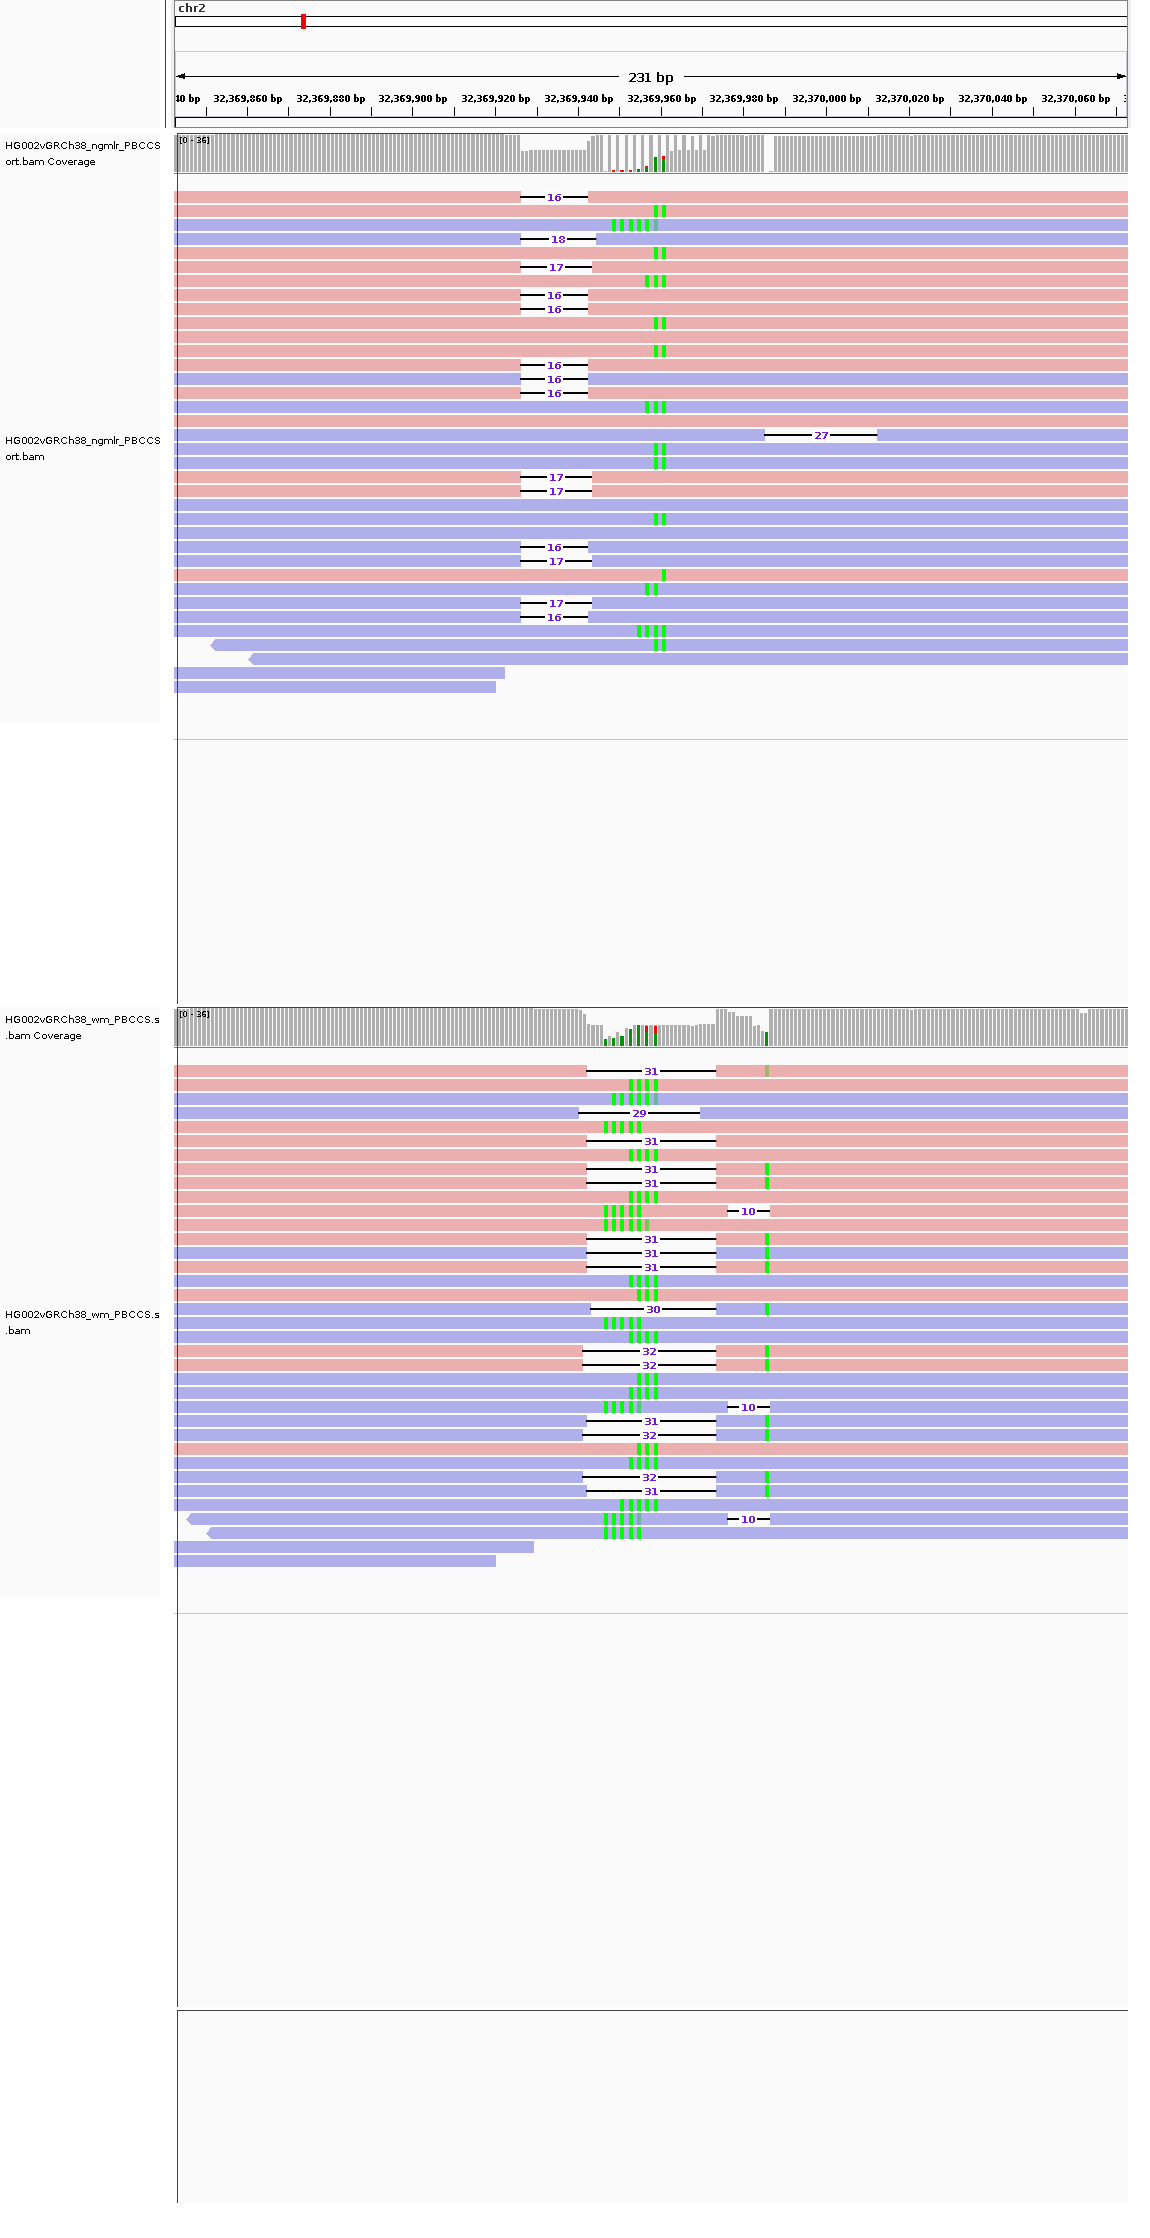 chr2
231 bp
40 bp 32,369,860 bp 32,369,880 bp 32,369,900 bp 32,369,920 bp 32,369,940 bp 32,369,960 bp 32,369,980 bp 32,370,000 bp 32,370,020 bp 32,370,040 bp 32,370,060 bp
HG002vGRCh38_ngmlr_PBCCS
ort.bam Coverage
[0 - 36]
16
18
17
16
16
16
16
16
HG002vGRCh38_ngmlr_PBCCS
ort.bam
27
17
17
16
17
17
16
HG002vGRCh38_wm_PBCCS.s
.bam Coverage
[0 - 36]
31
29
31
31
31
10
31
31
31
HG002vGRCh38_wm_PBCCS.s
.bam
30
32
32
10
31
32
32
31
10